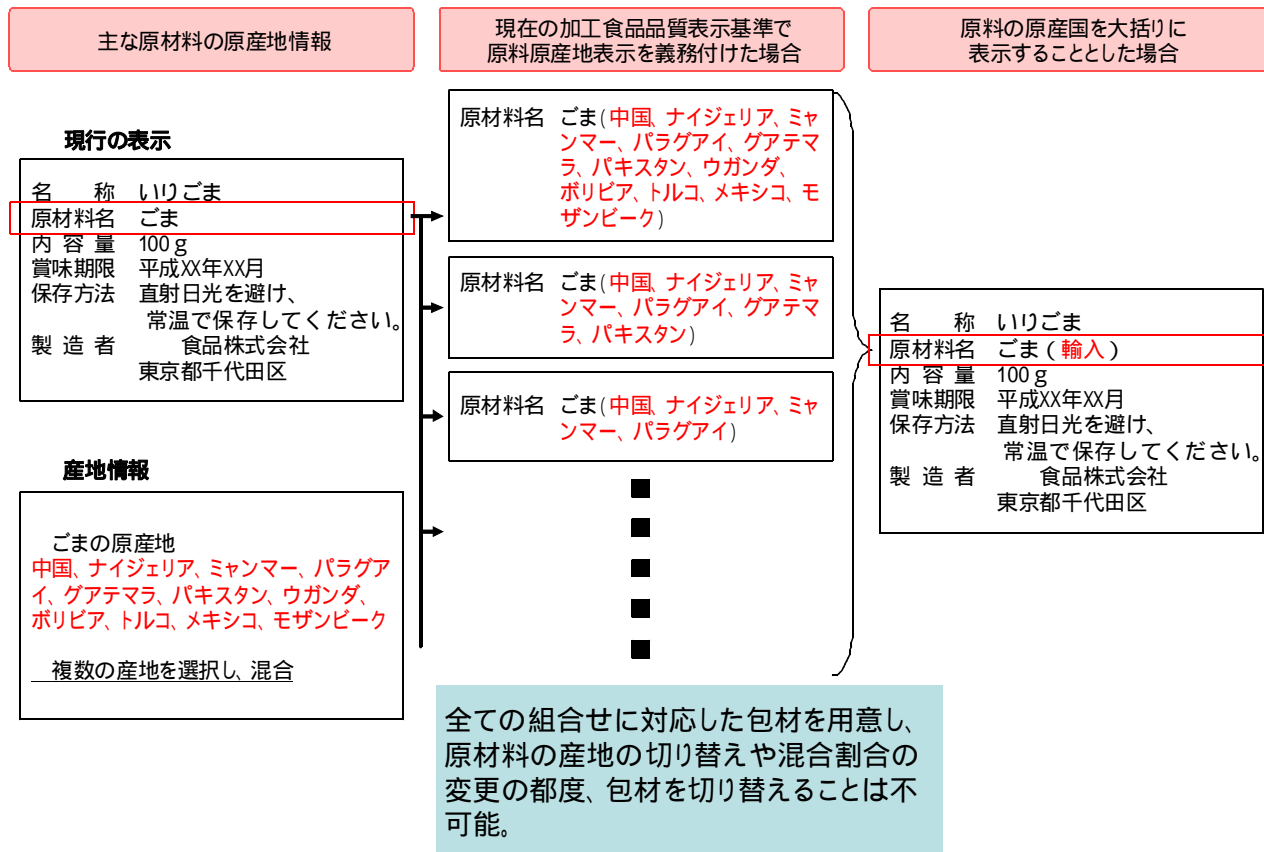 主な原材料の原産地情報
現在の加工食品品質表示基準で
原料原産地表示を義務付けた場合
原料の原産国を大括りに
表示することとした場合
現行の表示
名　　称　いりごま
原材料名　ごま
内 容 量　100ｇ
賞味期限　平成XX年XX月
保存方法　直射日光を避け、
常温で保存してください。
製 造 者　　食品株式会社
東京都千代田区
産地情報
ごまの原産地
中国、ナイジェリア、ミャンマー、パラグア
イ、グアテマラ、パキスタン、ウガンダ、
ボリビア、トルコ、メキシコ、モザンビーク
複数の産地を選択し、混合
原材料名　ごま(中国、ナイジェリア、ミャ
ンマー、パラグアイ、グアテマ
ラ、パキスタン、ウガンダ、
ボリビア、トルコ、メキシコ、モ
ザンビーク)
原材料名　ごま(中国、ナイジェリア、ミャ
ンマー、パラグアイ、グアテマ
ラ、パキスタン)
原材料名　ごま(中国、ナイジェリア、ミャ
ンマー、パラグアイ)
■
■
■
■
■
全ての組合せに対応した包材を用意し、
原材料の産地の切り替えや混合割合の
変更の都度、包材を切り替えることは不
可能。
名　　称　いりごま
原材料名　ごま（輸入）
内 容 量　100ｇ
賞味期限　平成XX年XX月
保存方法　直射日光を避け、
常温で保存してください。
製 造 者　　食品株式会社
東京都千代田区